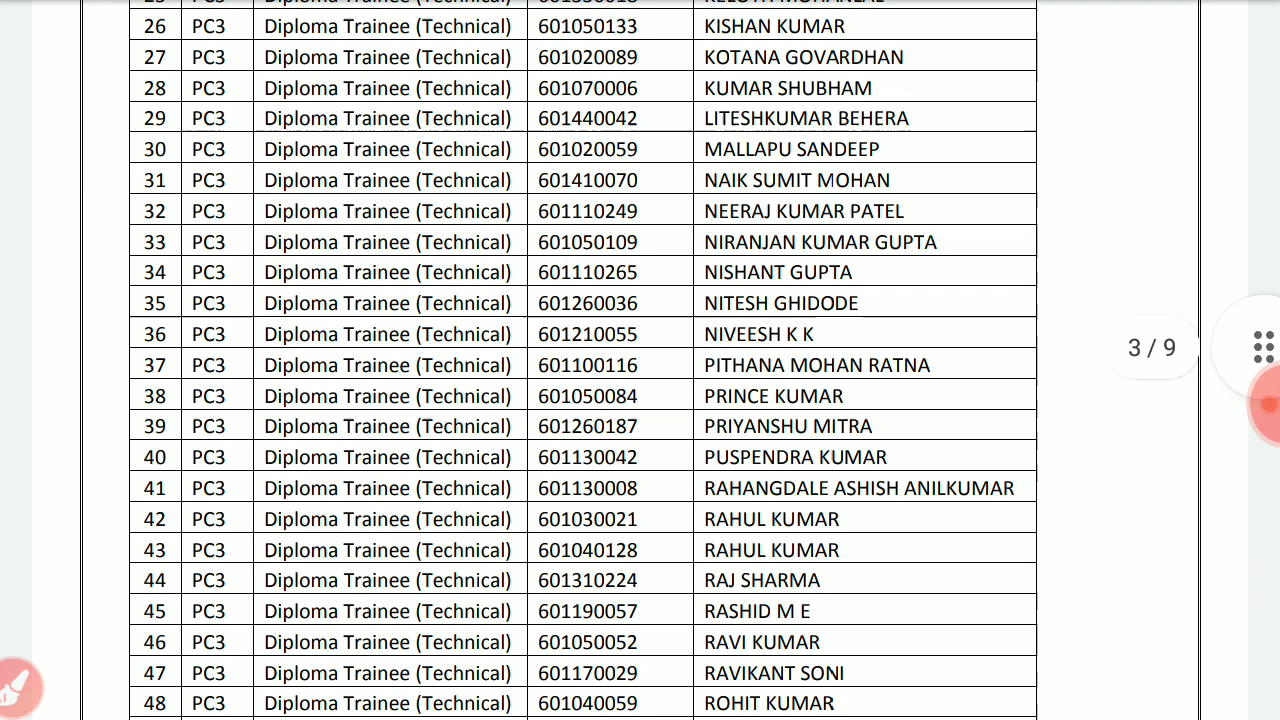 26 PC3 Diploma Trainee (Technical) 601050133 KISHAN KUMAR
27 PC3 Diploma Trainee (Technical) 601020089 KOTANA GOVARDHAN
28 PC3 Diploma Trainee (Technical) 601070006 KUMAR SHUBHAM
29 PC3 Diploma Trainee (Technical) 601440042 LITESHKUMAR BEHERA
30 PC3 Diploma Trainee (Technical) 601020059 MALLAPU SANDEEP
31 PC3 Diploma Trainee (Technical) 601410070 NAIK SUMIT MOHAN
32 PC3 Diploma Trainee (Technical) 601110249 NEERAJ KUMAR PATEL
33 PC3 Diploma Trainee (Technical) 601050109 NIRANJAN KUMAR GUPTA
34 PC3 Diploma Trainee (Technical) 601110265 NISHANT GUPTA
35 PC3 Diploma Trainee (Technical) 601260036 NITESH GHIDODE
36 PC3 Diploma Trainee (Technical) 601210055 NIVEESH K K
3 / 9
37 PC3 Diploma Trainee (Technical) 601100116 PITHANA MOHAN RATNA
38 PC3 Diploma Trainee (Technical) 601050084 PRINCE KUMAR
39 PC3 Diploma Trainee (Technical) 601260187 PRIYANSHU MITRA
40 PC3 Diploma Trainee (Technical) 601130042 PUSPENDRA KUMAR
41 PC3 Diploma Trainee (Technical) 601130008 RAHANGDALE ASHISH ANILKUMAR
42 PC3 Diploma Trainee (Technical) 601030021 RAHUL KUMAR
43 PC3 Diploma Trainee (Technical) 601040128 RAHUL KUMAR
44 PC3 Diploma Trainee (Technical) 601310224 RAJ SHARMA
45 PC3 Diploma Trainee (Technical) 601190057 RASHID M E
46 PC3 Diploma Trainee (Technical) 601050052 RAVI KUMAR
47 PC3 Diploma Trainee (Technical) 601170029 RAVIKANT SONI
48 PC3 Diploma Trainee (Technical) 601040059 ROHIT KUMAR